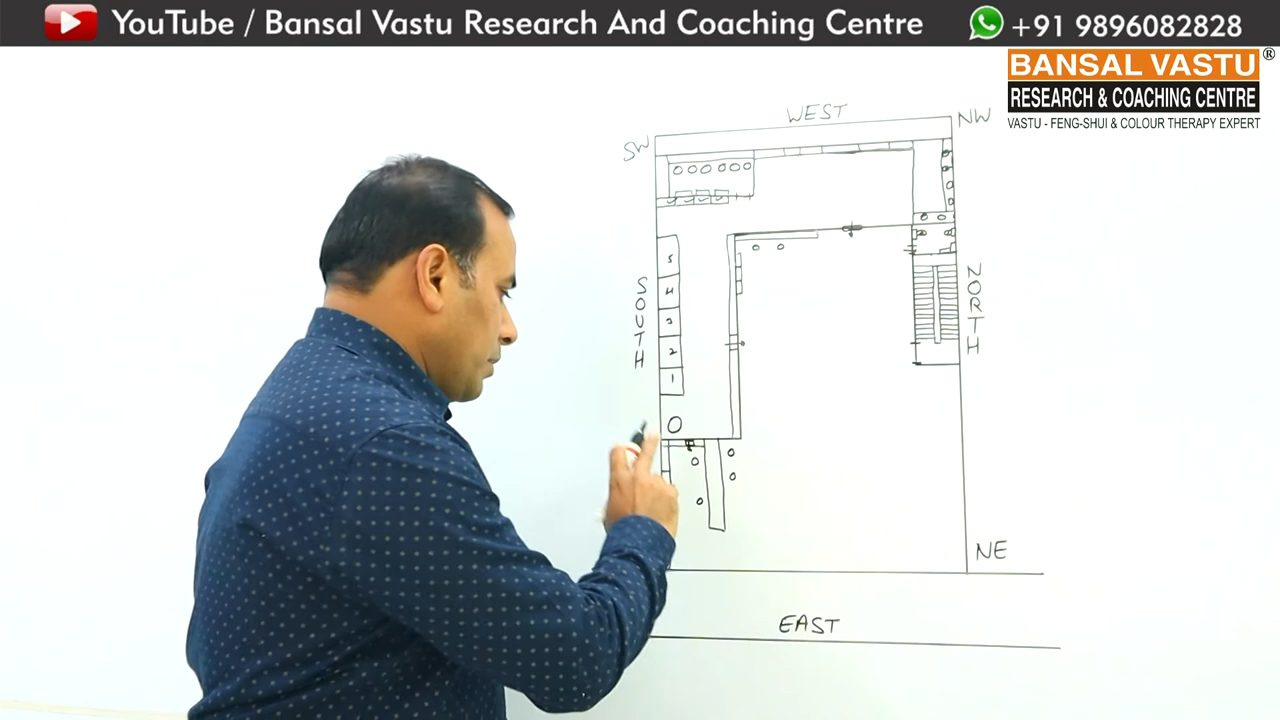 YouTube / Bansal Vastu Research And Coaching Centre
+91 9896082828
BANSAL VASTU®
RESEARCH & COACHING CENTRE
VASTU - FENG-SHUI & COLOUR THERAPY EXPERT
WEST
NW
SW
SOUTH
5
4
3
2
1
NORTH
NE
EAST